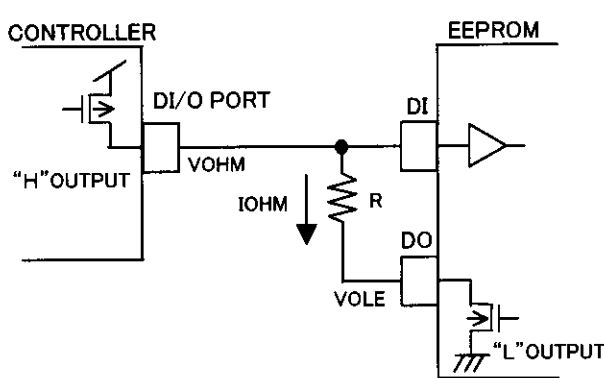 CONTROLLER
EEPROM
DI/O PORT
DI
"H"OUTPUT
VOHM
IOHM
R
DO
VOLE
"L"OUTPUT